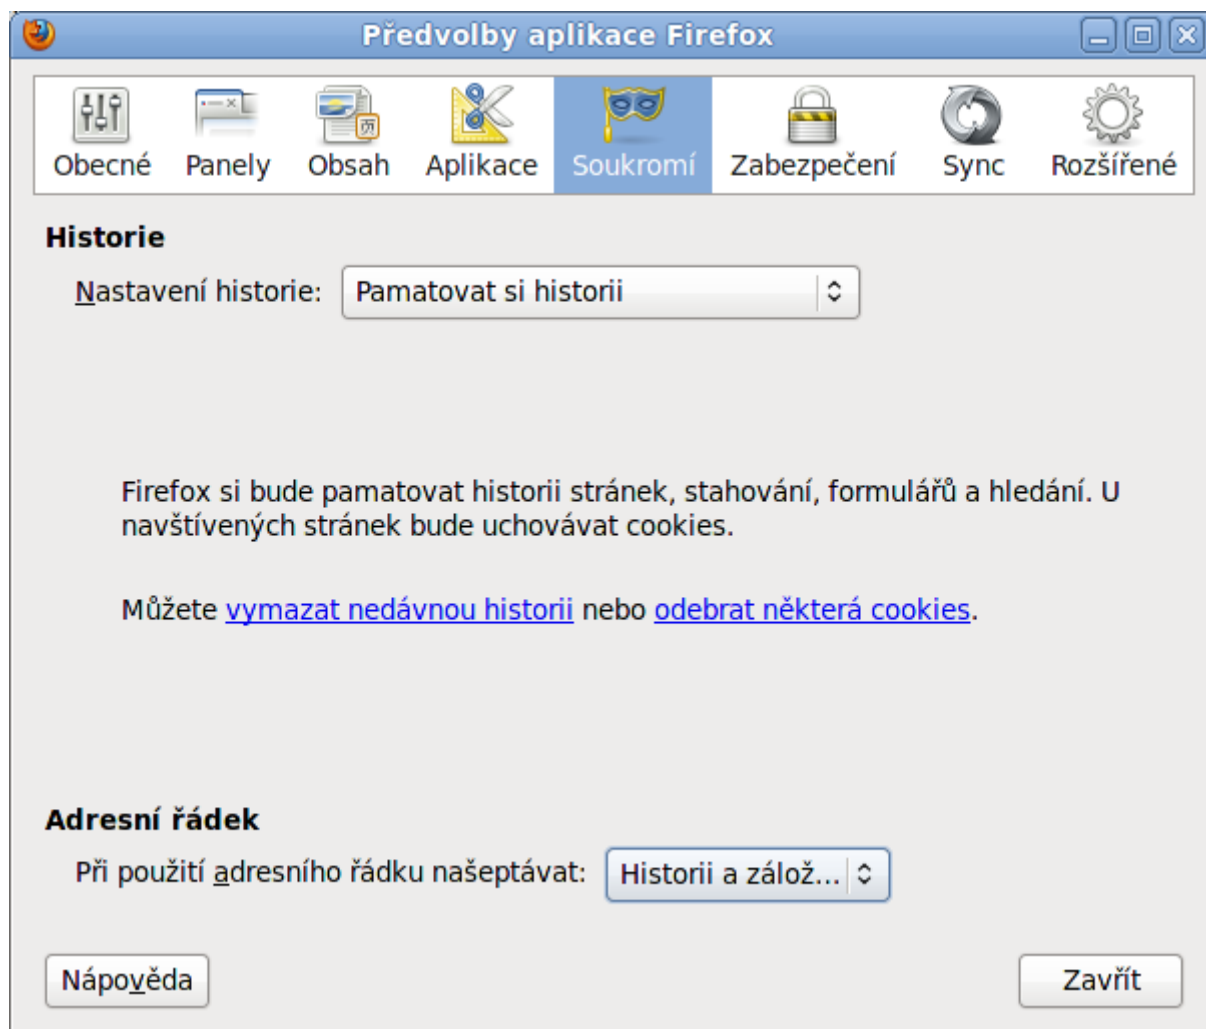 Předvolby aplikace Firefox
Obecné Panely Obsah Aplikace Soukromí Zabezpečení Sync Rozšířené
Historie
Nastavení historie: Pamatovat si historii
Firefox si bude pamatovat historii stránek, stahování, formulářů a hledání. U
navštívených stránek bude uchovávat cookies.
Můžete vymazat nedávnou historii nebo odebrat některá cookies.
Adresní řádek
Při použití adresního řádku našeptávat: Historii a zálož...
Nápověda Zavřít